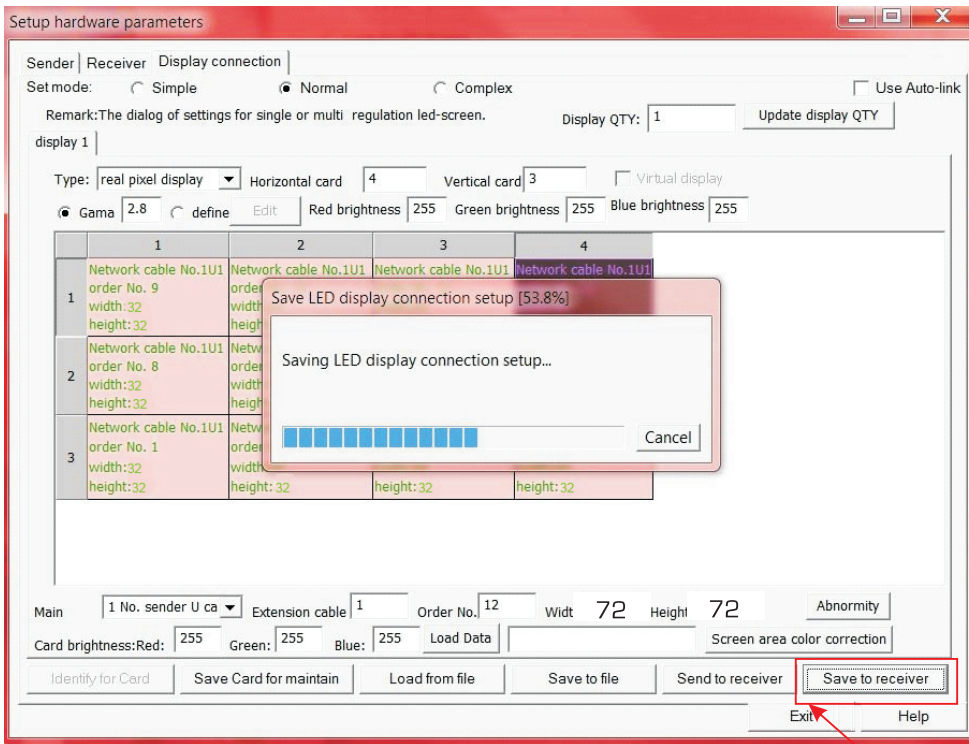 Setup hardware parameters
Sender Receiver Display connection
Set mode: Simple Normal Complex Use Auto-link
Remark:The dialog of settings for single or multi regulation led-screen. Display QTY: 1 Update display QTY
display 1
Type: real pixel display Horizontal card 4 Vertical card 3 Virtual display
Gama 2.8 define Edit Red brightness 255 Green brightness 255 Blue brightness 255
1 2 3 4
Network cable No.1U1 Network cable No.1U1 Network cable No.1U1 Network cable No.1U1
1 order No. 9
width:32
height:32
Save LED display connection setup [53.8%]
Saving LED display connection setup...
Cancel
Network cable No.1U1
2 order No. 8
width:32
height:32
Network cable No.1U1
3 order No. 1
width:32
height:32 height:32 height:32 height:32
Main 1 No. sender U ca Extension cable 1 Order No. 12 Widt 72 Height 72 Abnormity
Card brightness:Red: 255 Green: 255 Blue: 255 Load Data Screen area color correction
Identify for Card Save Card for maintain Load from file Save to file Send to receiver Save to receiver
Exit Help